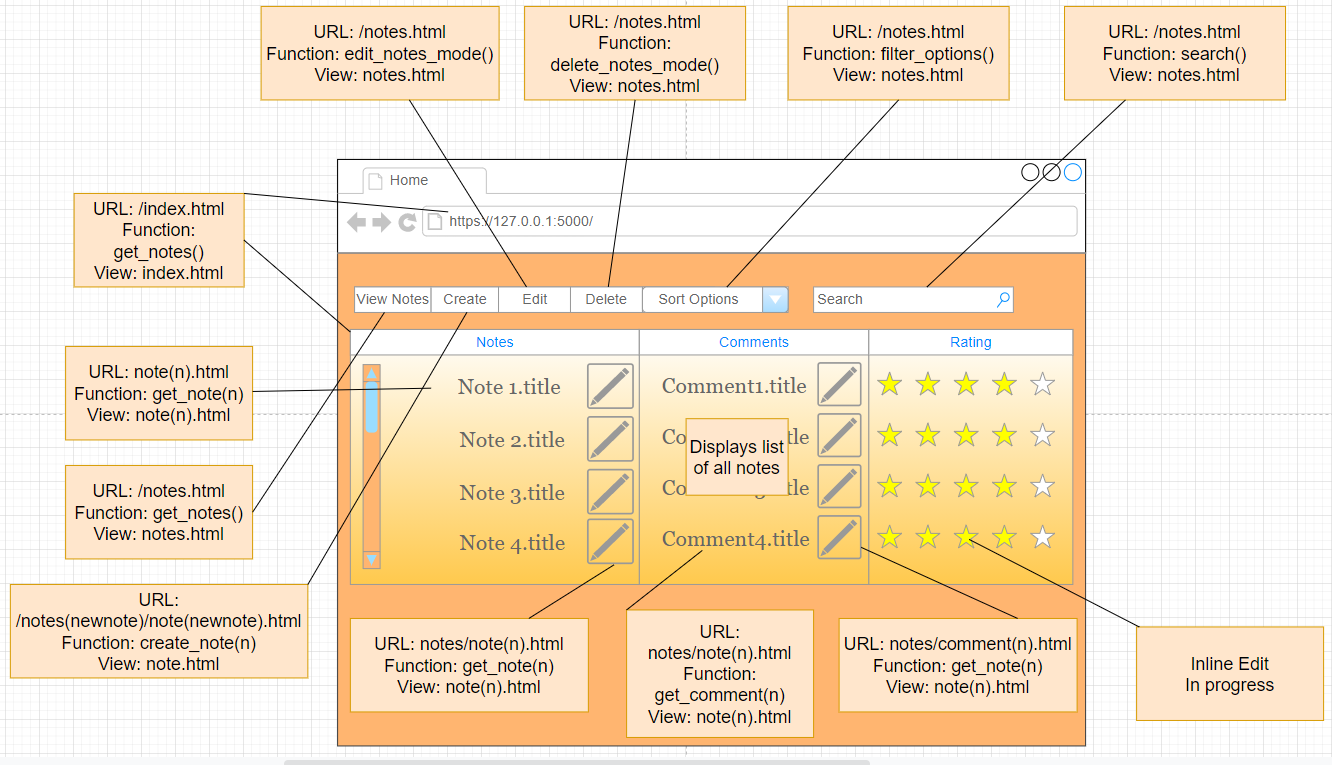 URL: /notes.html
Function: edit_notes_mode()
View: notes.html
URL: /notes.html
Function:
delete_notes_mode()
View: notes.html
URL: /notes.html
Function: filter_options()
View: notes.html
URL: /notes.html
Function: search()
View: notes.html
Home
https://127.0.0.1:5000/
URL: /index.html
Function:
get_notes()
View: index.html
View Notes
Create
Edit
Delete
Sort Options
Search
Notes
Comments
Rating
URL: note(n).html
Function: get_note(n)
View: note(n).html
Note 1.title
Comment1.title
Note 2.title
Displays list
of all notes
Note 3.title
Note 4.title
Comment4.title
URL: /notes.html
Function: get_notes()
View: notes.html
URL:
/notes(newnote)/note(newnote).html
Function: create_note(n)
View: note.html
URL: notes/note(n).html
Function: get_note(n)
View: note(n).html
URL:
notes/note(n).html
Function:
get_comment(n)
View: note(n).html
URL: notes/comment(n).html
Function: get_note(n)
View: note(n).html
Inline Edit
In progress